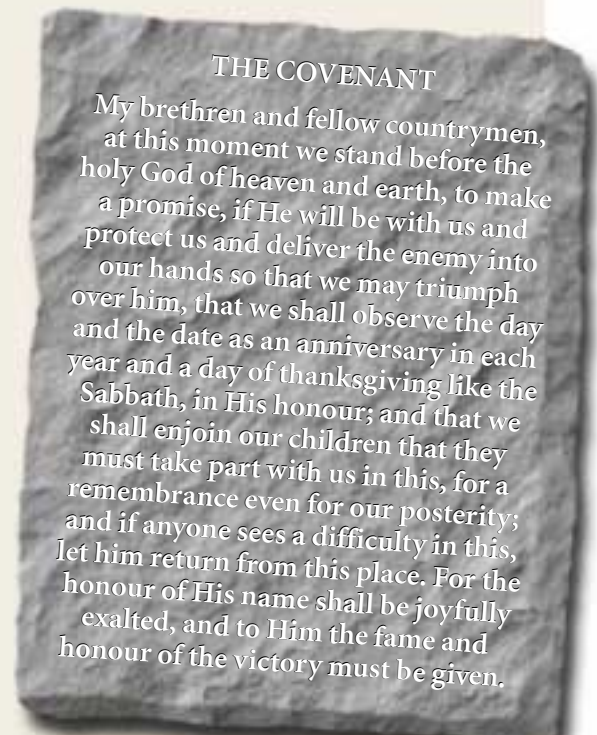 THE COVENANT
My brethren and fellow countrymen,
at this moment we stand before the
holy God of heaven and earth, to make
a promise, if He will be with us and
protect us and deliver the enemy into
our hands so that we may triumph
over him, that we shall observe the day
and the date as an anniversary in each
year and a day of thanksgiving like the
Sabbath, in His honour; and that we
shall enjoin our children that they
must take part with us in this, for a
remembrance even for our posterity;
and if anyone sees a difficulty in this,
let him return from this place. For the
honour of His name shall be joyfully
exalted, and to Him the fame and
honour of the victory must be given.